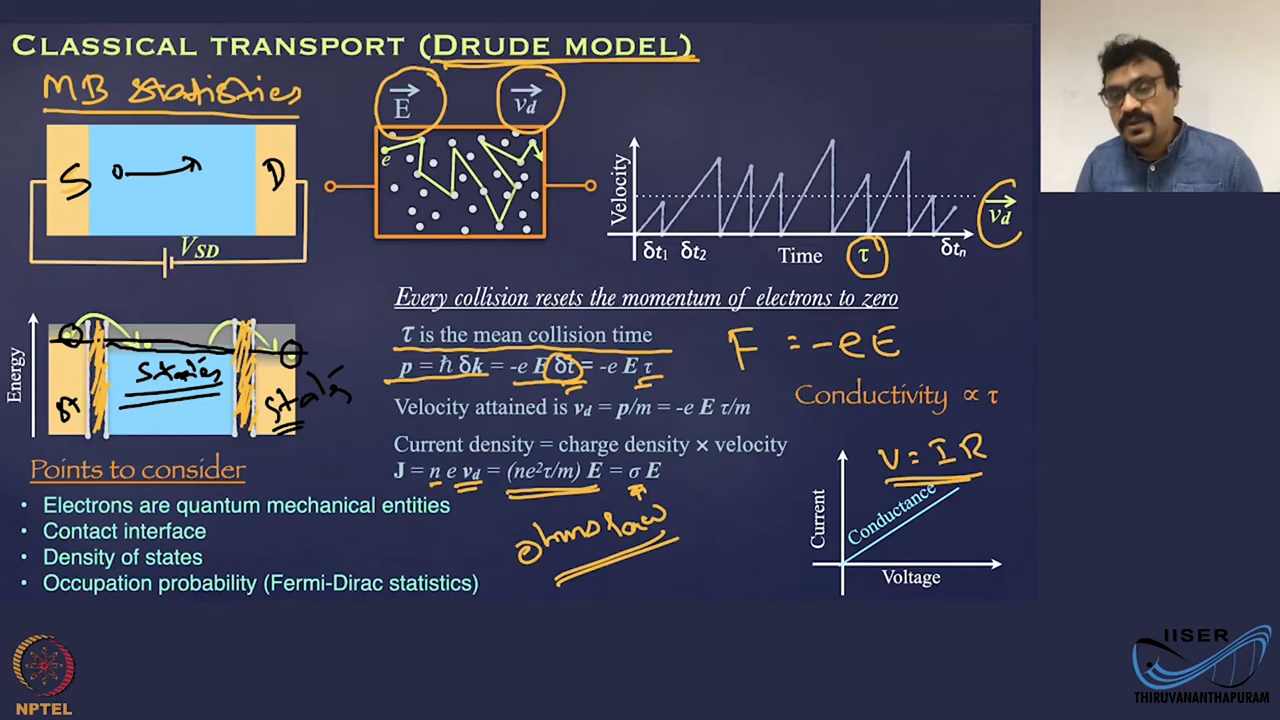 CLASSICAL TRANSPORT (DRUDE MODEL)
MB statistics
S
D
V_SD
E
v_d
e
Velocity
δt₁ δt₂
Time
τ
δtₙ
v_d
Every collision resets the momentum of electrons to zero
τ is the mean collision time
p = ℏ δk = -e E δt = -e E τ
Velocity attained is v_d = p/m = -e E τ/m
Current density = charge density × velocity
J = n e v_d = (ne²τ/m) E = σ E
ohms law
F = -eE
Conductivity ∝ τ
V = IR
Current
Conductance
Voltage
Energy
States
States
Points to consider
• Electrons are quantum mechanical entities
• Contact interface
• Density of states
• Occupation probability (Fermi-Dirac statistics)
NPTEL
IISER
THIRUVANANTHAPURAM